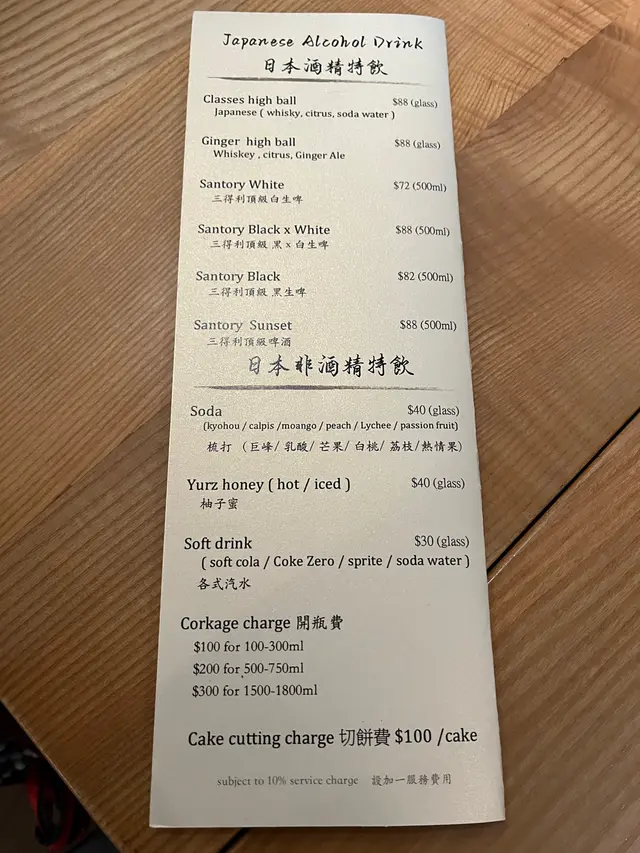 Japanese Alcohol Drink
日本酒精特飲
Classes high ball $88 (glass)
Japanese ( whisky, citrus, soda water )
Ginger high ball $88 (glass)
Whiskey , citrus, Ginger Ale
Santory White $72 (500ml)
三得利頂級白生啤
Santory Black x White $88 (500ml)
三得利頂級 黑 x 白生啤
Santory Black $82 (500ml)
三得利頂級 黑生啤
Santory Sunset $88 (500ml)
三得利頂級啤酒
日本非酒精特飲
Soda $40 (glass)
(kyohou / calpis /moango / peach / Lychee / passion fruit)
梳打 （巨峰/ 乳酸/ 芒果/ 白桃/ 荔枝/熱情果）
Yurz honey ( hot / iced ) $40 (glass)
柚子蜜
Soft drink $30 (glass)
( soft cola / Coke Zero / sprite / soda water )
各式汽水
Corkage charge 開瓶費
$100 for 100-300ml
$200 for 500-750ml
$300 for 1500-1800ml
Cake cutting charge 切餅費 $100 /cake
subject to 10% service charge 設加一服務費用